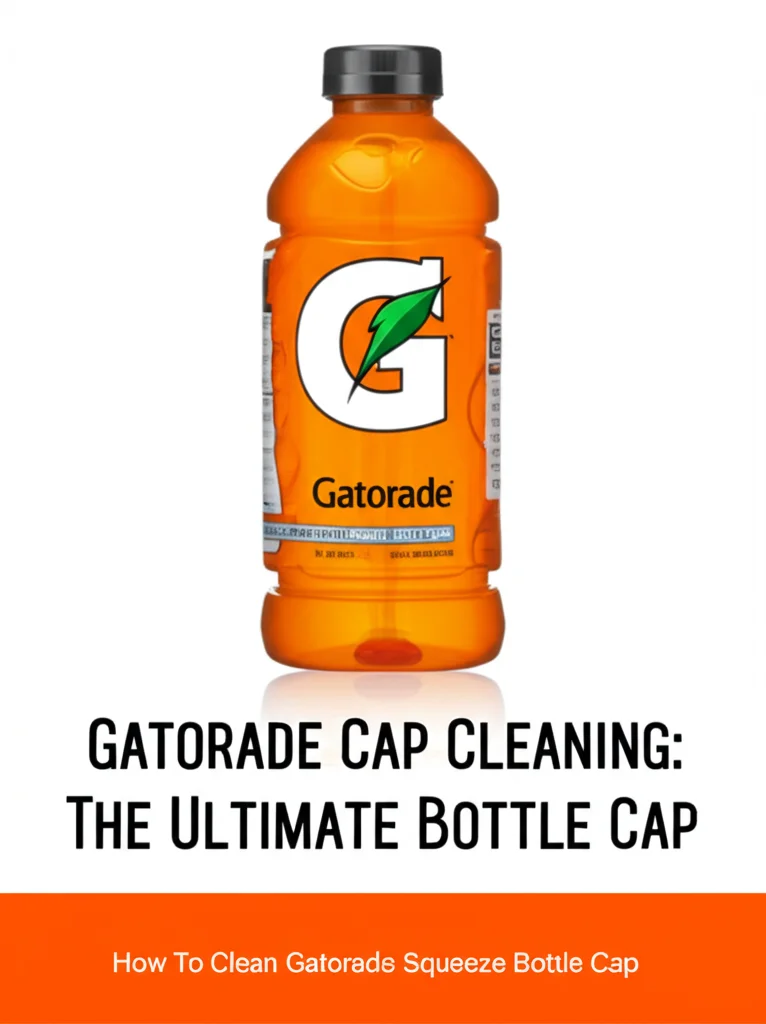 G
Gatorade
GATORADE CAP CLEANING:
THE ULTIMATE BOTTLE CAP
How To Clean Gatorads Squeeze Bottle Cap